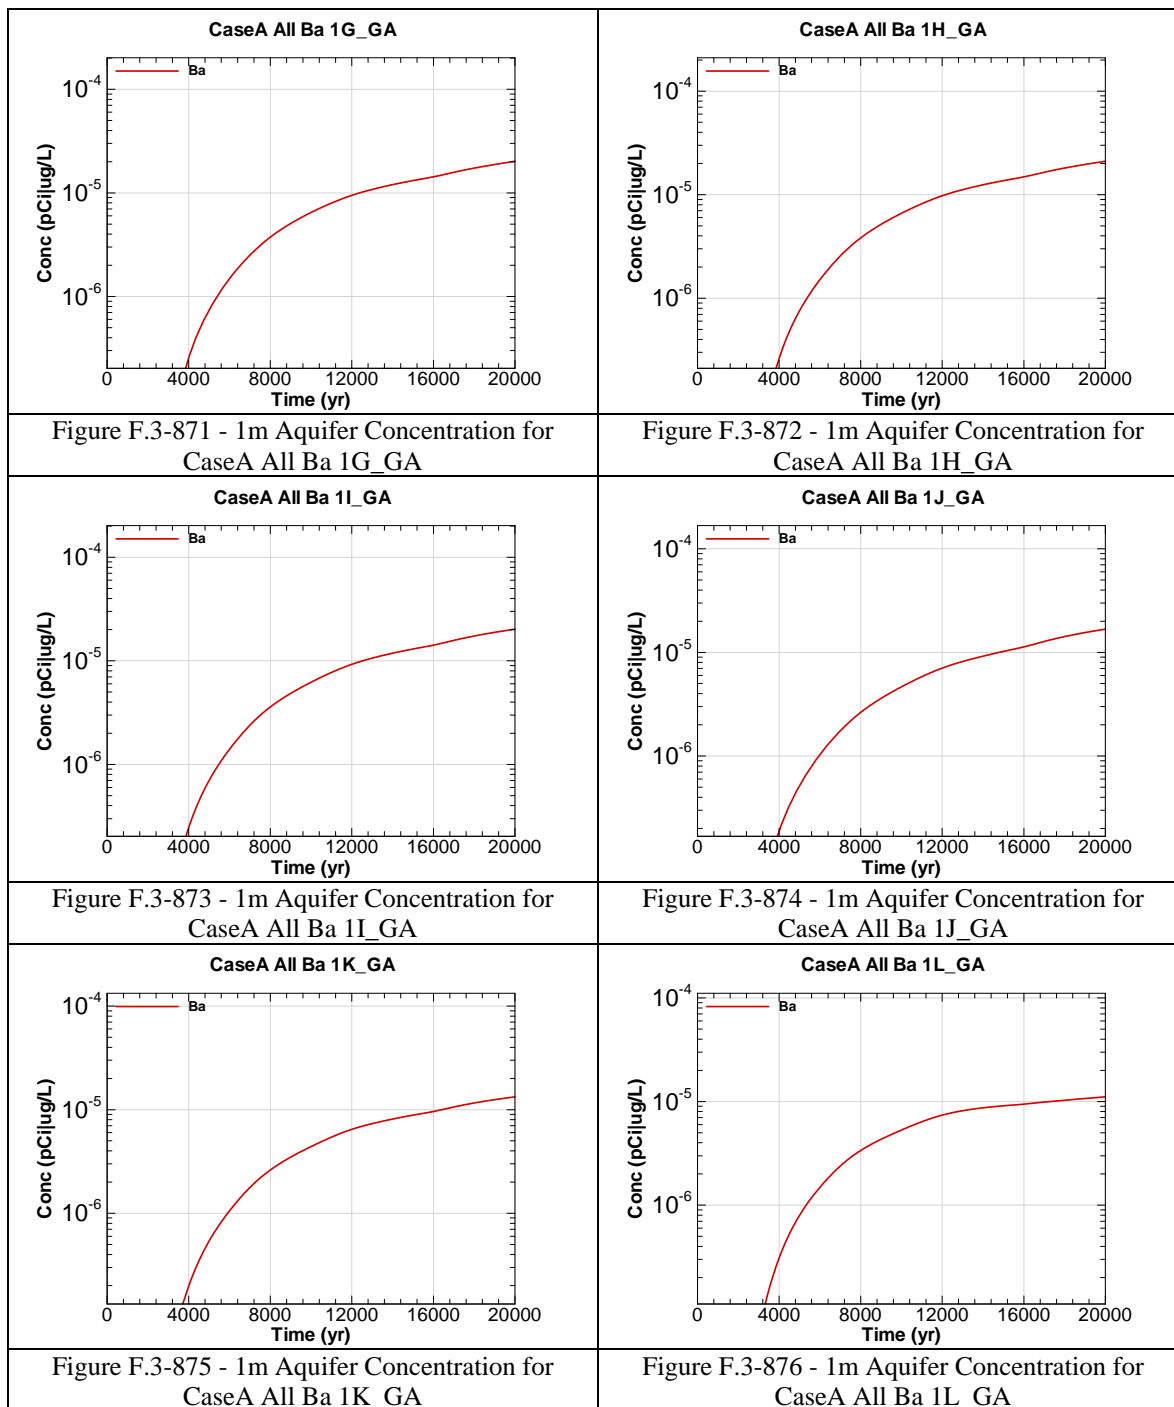 CaseA All Ba 1G_GA
Ba
10-4
10-5
10-6
Conc (pCi|ug/L)
0 4000 8000 12000 16000 20000
Time (yr)
Figure F.3-871 - 1m Aquifer Concentration for
CaseA All Ba 1G_GA
CaseA All Ba 1H_GA
Ba
10-4
10-5
10-6
Conc (pCi|ug/L)
0 4000 8000 12000 16000 20000
Time (yr)
Figure F.3-872 - 1m Aquifer Concentration for
CaseA All Ba 1H_GA
CaseA All Ba 1I_GA
Ba
10-4
10-5
10-6
Conc (pCi|ug/L)
0 4000 8000 12000 16000 20000
Time (yr)
Figure F.3-873 - 1m Aquifer Concentration for
CaseA All Ba 1I_GA
CaseA All Ba 1J_GA
Ba
10-4
10-5
10-6
Conc (pCi|ug/L)
0 4000 8000 12000 16000 20000
Time (yr)
Figure F.3-874 - 1m Aquifer Concentration for
CaseA All Ba 1J_GA
CaseA All Ba 1K_GA
Ba
10-4
10-5
10-6
Conc (pCi|ug/L)
0 4000 8000 12000 16000 20000
Time (yr)
Figure F.3-875 - 1m Aquifer Concentration for
CaseA All Ba 1K_GA
CaseA All Ba 1L_GA
Ba
10-4
10-5
10-6
Conc (pCi|ug/L)
0 4000 8000 12000 16000 20000
Time (yr)
Figure F.3-876 - 1m Aquifer Concentration for
CaseA All Ba 1L_GA